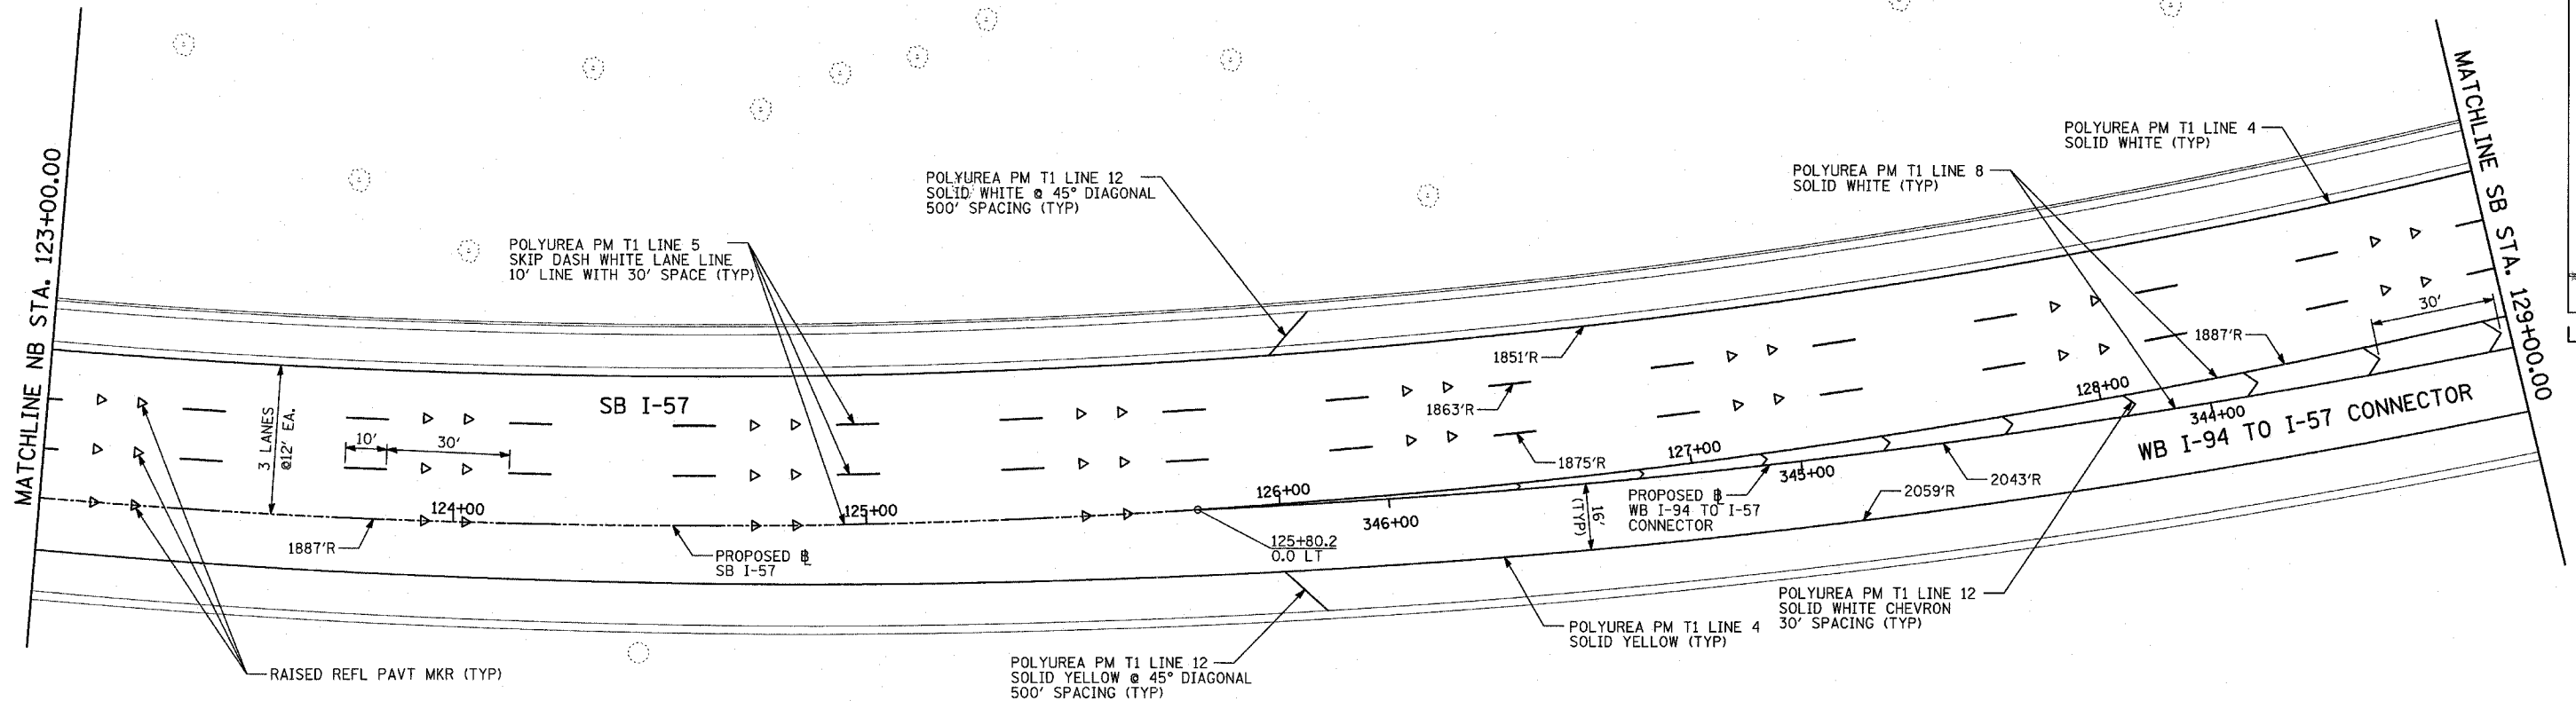 MATCHLINE NB STA. 123+00.00
POLYUREA PM T1 LINE 5
SKIP DASH WHITE LANE LINE
10' LINE WITH 30' SPACE (TYP)
POLYUREA PM T1 LINE 12
SOLID WHITE @ 45° DIAGONAL
500' SPACING (TYP)
POLYUREA PM T1 LINE 8
SOLID WHITE (TYP)
POLYUREA PM T1 LINE 4
SOLID WHITE (TYP)
MATCHLINE SB STA. 129+00.00
3 LANES
@12' EA.
10'
30'
SB I-57
1851'R
1863'R
1875'R
1887'R
30'
124+00
125+00
126+00
127+00
128+00
346+00
345+00
344+00
1887'R
PROPOSED B
SB I-57
125+80.2
0.0 LT
16'
(TYP)
PROPOSED B
WB I-94 TO I-57
CONNECTOR
2043'R
2059'R
WB I-94 TO I-57 CONNECTOR
RAISED REFL PAVT MKR (TYP)
POLYUREA PM T1 LINE 12
SOLID YELLOW @ 45° DIAGONAL
500' SPACING (TYP)
POLYUREA PM T1 LINE 4
SOLID YELLOW (TYP)
POLYUREA PM T1 LINE 12
SOLID WHITE CHEVRON
30' SPACING (TYP)